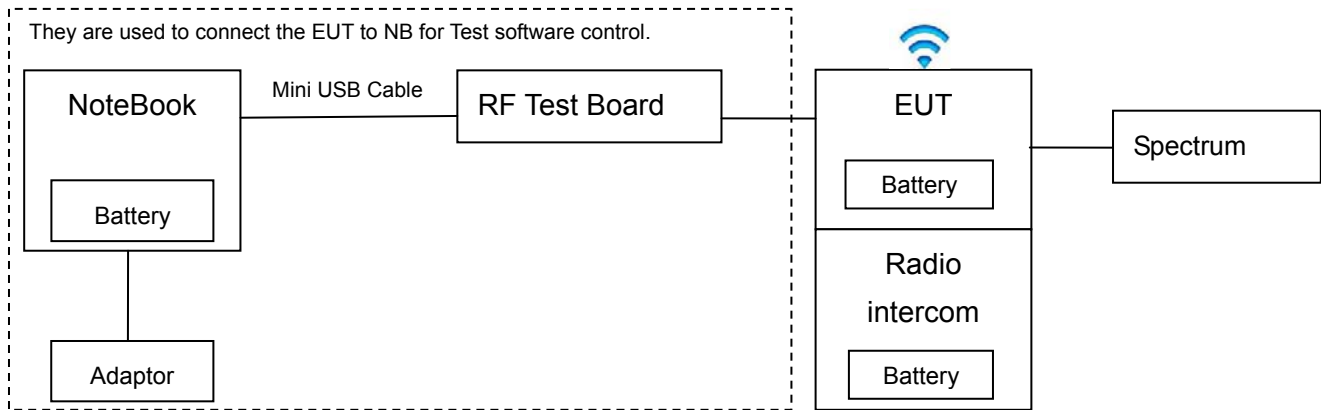 They are used to connect the EUT to NB for Test software control.
NoteBook
Mini USB Cable
RF Test Board
EUT
Spectrum
Battery
Battery
Radio
intercom
Adaptor
Battery